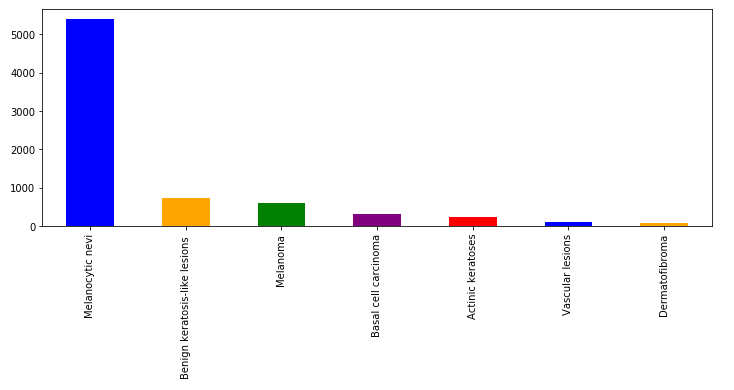 5000
4000
3000
2000
1000
0
Melanocytic nevi
Benign keratosis-like lesions
Melanoma
Basal cell carcinoma
Actinic keratoses
Vascular lesions
Dermatofibroma